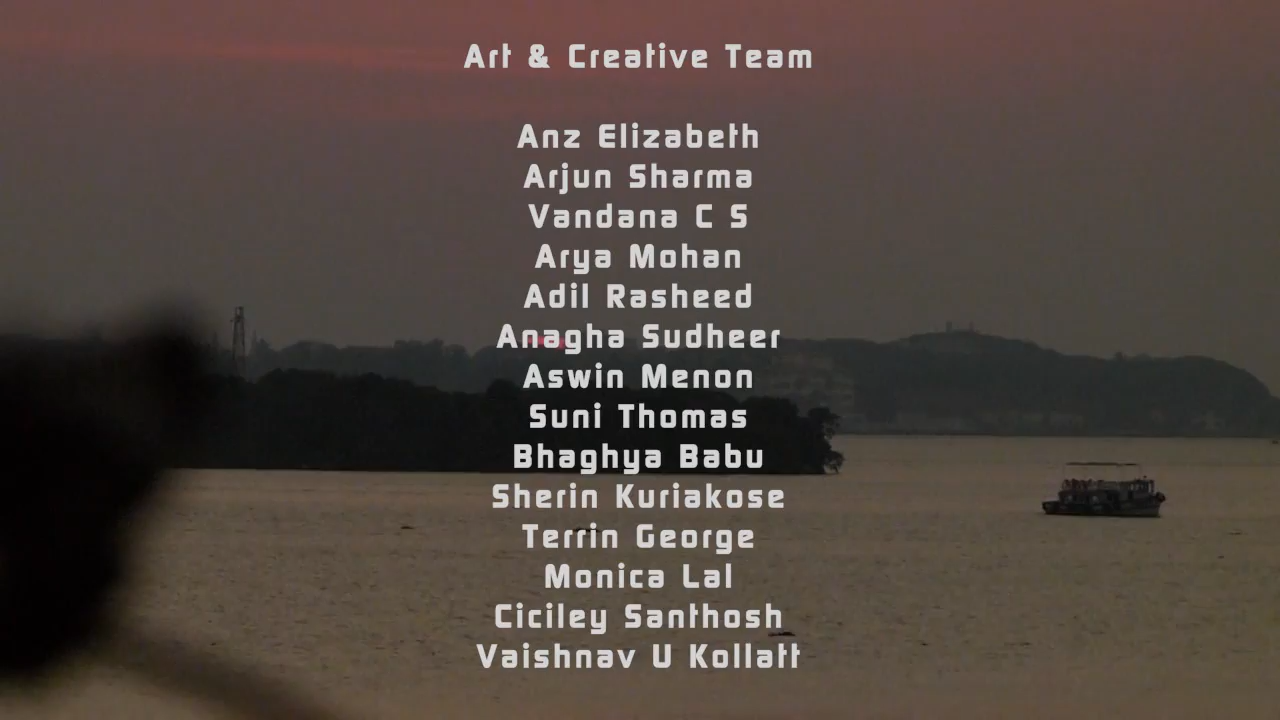 Art & Creative Team
Anz Elizabeth
Arjun Sharma
Vandana C S
Arya Mohan
Adil Rasheed
Anagha Sudheer
Aswin Menon
Suni Thomas
Bhaghya Babu
Sherin Kuriakose
Terrin George
Monica Lal
Ciciley Santhosh
Vaishnav U Kollatt